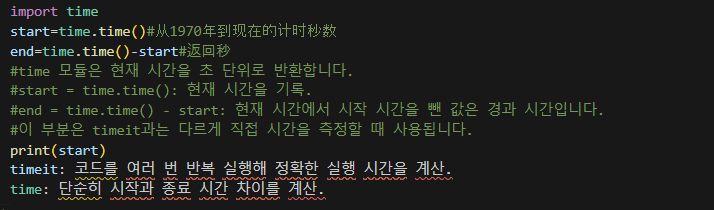 import time
start=time.time()#从1970年到现在的计时秒数
end=time.time()-start#返回秒
#time 모듈은 현재 시간을 초 단위로 반환합니다.
#start = time.time(): 현재 시간을 기록.
#end = time.time() - start: 현재 시간에서 시작 시간을 뺀 값은 경과 시간입니다.
#이 부분은 timeit과는 다르게 직접 시간을 측정할 때 사용됩니다.
print(start)
timeit: 코드를 여러 번 반복 실행해 정확한 실행 시간을 계산.
time: 단순히 시작과 종료 시간 차이를 계산.